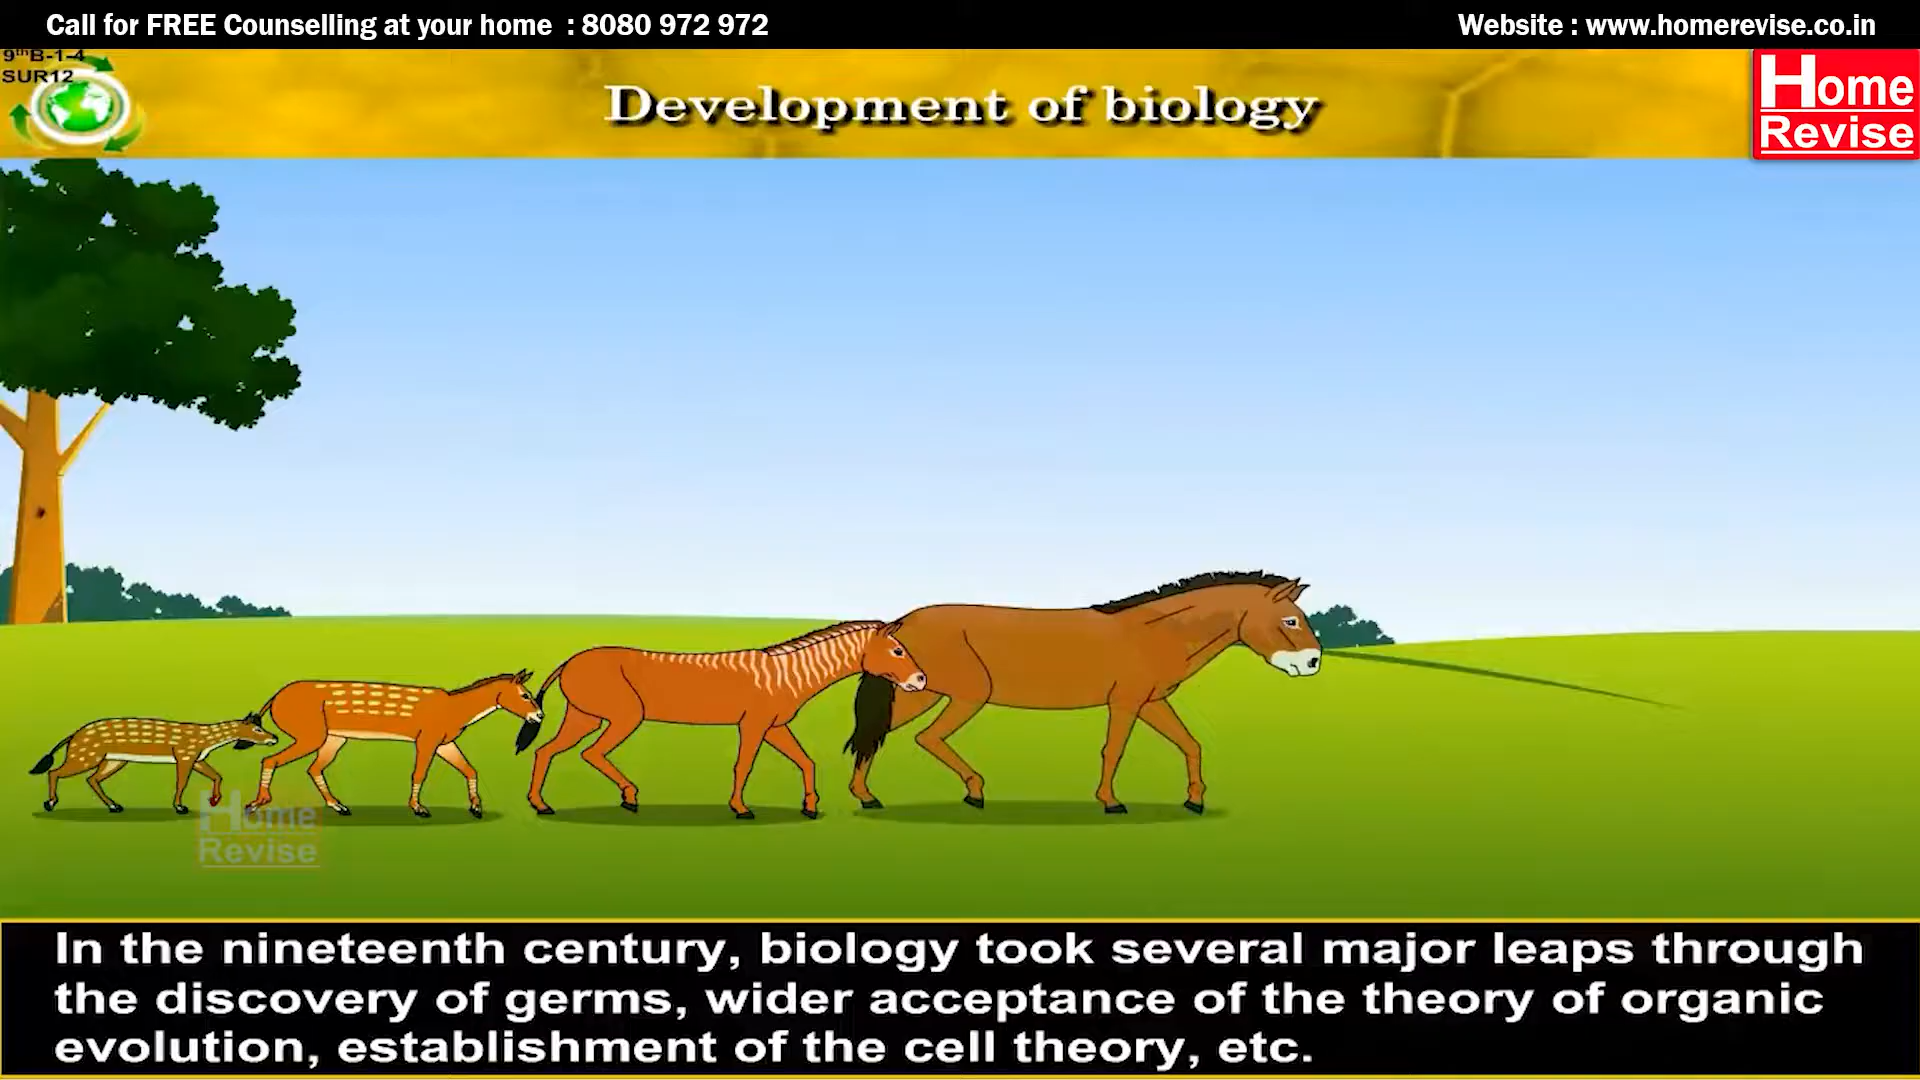 Call for FREE Counselling at your home : 8080 972 972
Website : www.homerevise.co.in
9thB-1-4
SUR12
Development of biology
Home
Revise
Home
Revise
In the nineteenth century, biology took several major leaps through
the discovery of germs, wider acceptance of the theory of organic
evolution, establishment of the cell theory, etc.